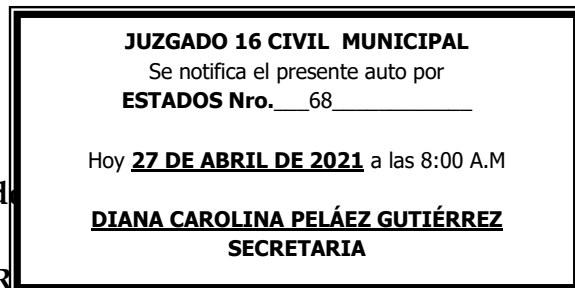 JUZGADO 16 CIVIL MUNICIPAL
Se notifica el presente auto por
ESTADOS Nro.___68____________
Hoy 27 DE ABRIL DE 2021 a las 8:00 A.M
DIANA CAROLINA PELÁEZ GUTIÉRREZ
SECRETARIA